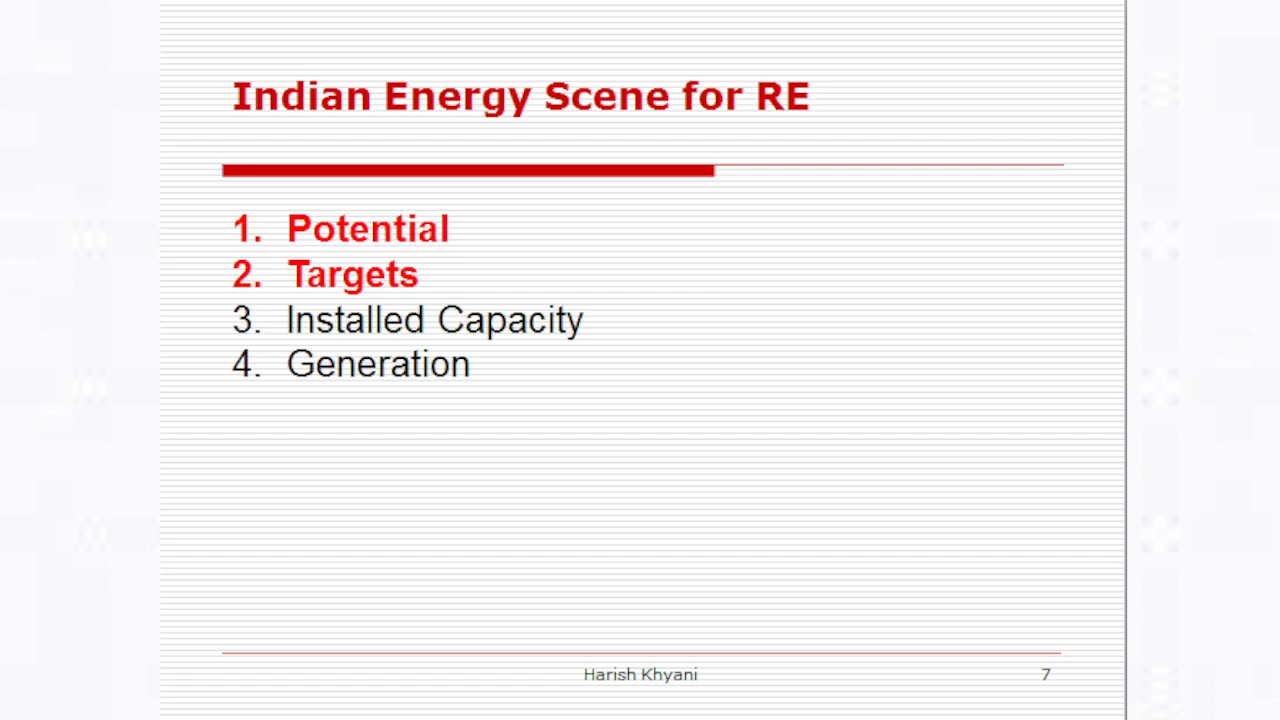 Indian Energy Scene for RE
1. Potential
2. Targets
3. Installed Capacity
4. Generation
Harish Khyani
7